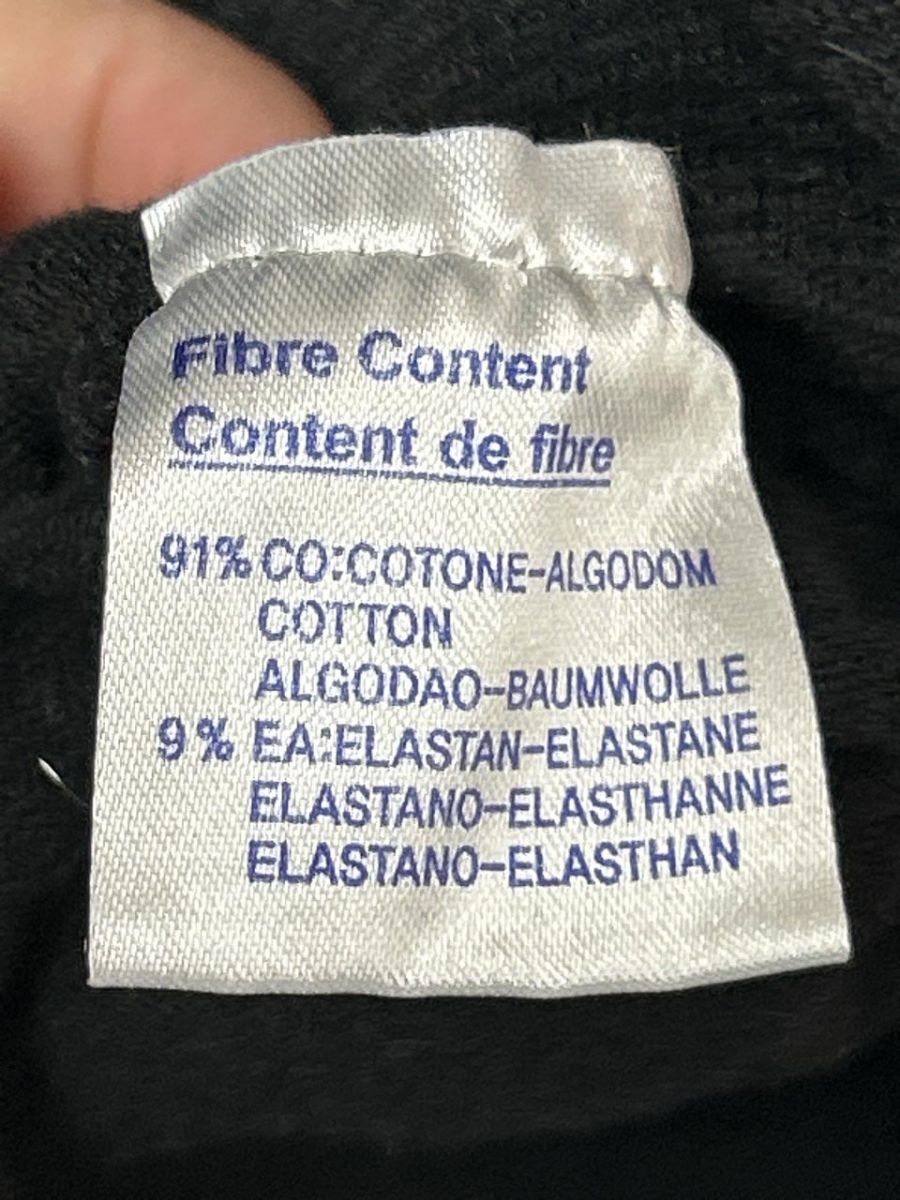 Fibre Content
Content de fibre
91% CO:COTONE-ALGODOM
COTTON
ALGODAO-BAUMWOLLE
9% EA:ELASTAN-ELASTANE
ELASTANO-ELASTHANNE
ELASTANO-ELASTHAN